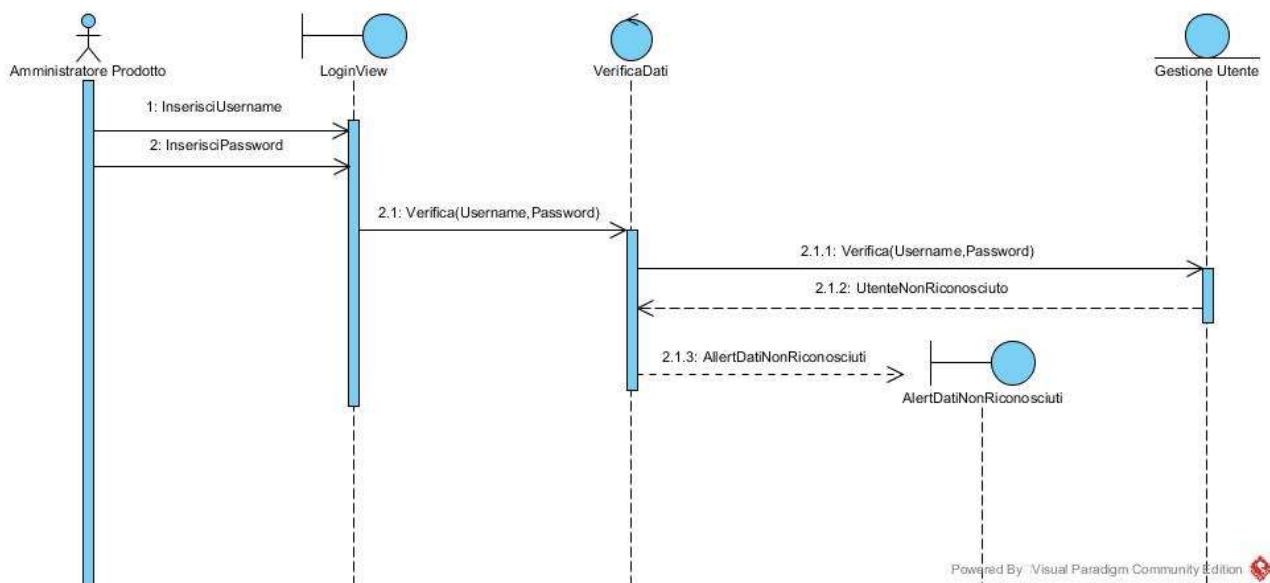 Amministratore Prodotto
LoginView
VerificaDati
Gestione Utente
1: InserisciUsername
2: InserisciPassword
2.1: Verifica(Username,Password)
2.1.1: Verifica(Username,Password)
2.1.2: UtenteNonRiconosciuto
2.1.3: AllertDatiNonRiconosciuti
AlertDatiNonRiconosciuti
Powered By Visual Paradigm Community Edition